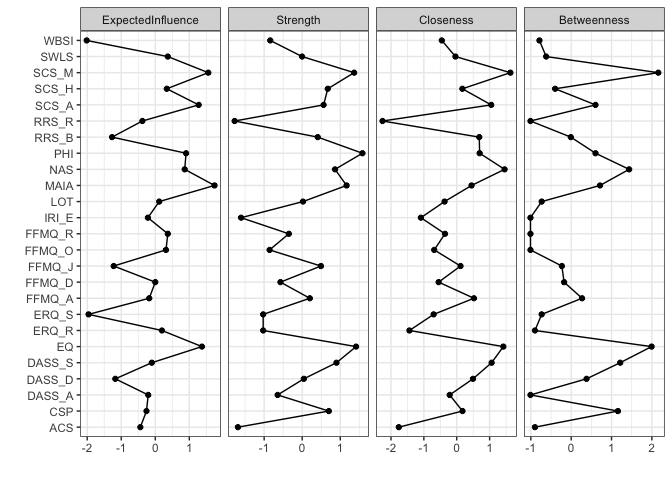 ExpectedInfluence Strength Closeness Betweenness
WBSI
SWLS
SCS_M
SCS_H
SCS_A
RRS_R
RRS_B
PHI
NAS
MAIA
LOT
IRI_E
FFMQ_R
FFMQ_O
FFMQ_J
FFMQ_D
FFMQ_A
ERQ_S
ERQ_R
EQ
DASS_S
DASS_D
DASS_A
CSP
ACS
-2 -1 0 1 -1 0 1 -2 -1 0 1 -1 0 1 2